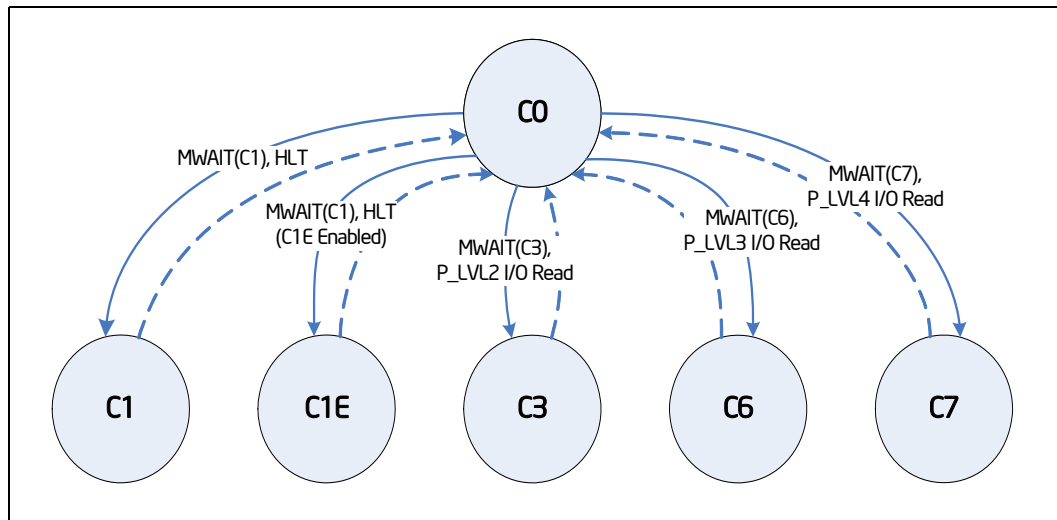 C0
MWAIT(C1), HLT
MWAIT(C1), HLT
(C1E Enabled)
MWAIT(C3),
P_LVL2 I/O Read
MWAIT(C6),
P_LVL3 I/O Read
MWAIT(C7),
P_LVL4 I/O Read
C1
C1E
C3
C6
C7